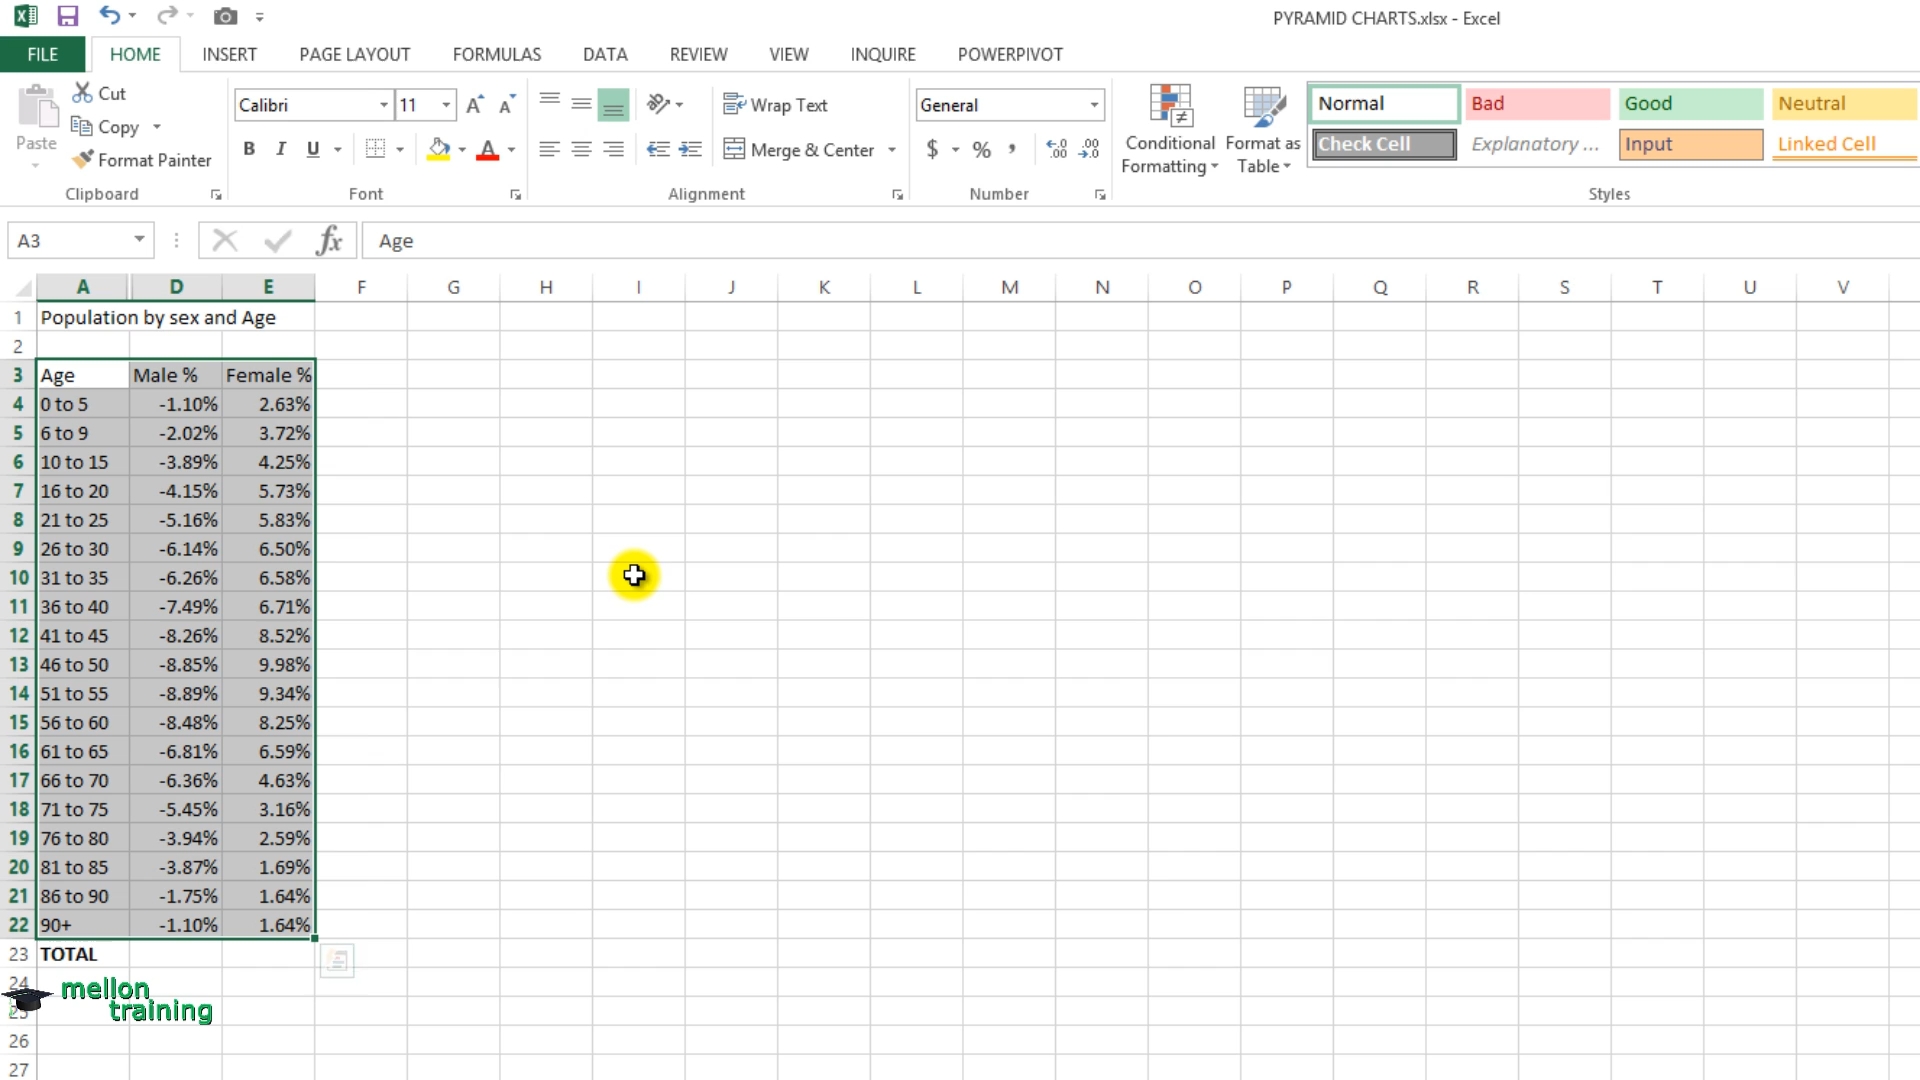 PYRAMID CHARTS.xlsx - Excel
FILE HOME INSERT PAGE LAYOUT FORMULAS DATA REVIEW VIEW INQUIRE POWERPIVOT
Paste
Cut
Copy
Format Painter
Clipboard
Calibri 11
B I U A
Font
Wrap Text
Merge & Center
Alignment
General
$ % ,
Number
Conditional Formatting
Format as Table
Normal Bad Good Neutral
Check Cell Explanatory ... Input Linked Cell
Styles
A3 fx Age
A D E F G H I J K L M N O P Q R S T U V
1 Population by sex and Age
2
3 Age Male % Female %
4 0 to 5 -1.10% 2.63%
5 6 to 9 -2.02% 3.72%
6 10 to 15 -3.89% 4.25%
7 16 to 20 -4.15% 5.73%
8 21 to 25 -5.16% 5.83%
9 26 to 30 -6.14% 6.50%
10 31 to 35 -6.26% 6.58%
11 36 to 40 -7.49% 6.71%
12 41 to 45 -8.26% 8.52%
13 46 to 50 -8.85% 9.98%
14 51 to 55 -8.89% 9.34%
15 56 to 60 -8.48% 8.25%
16 61 to 65 -6.81% 6.59%
17 66 to 70 -6.36% 4.63%
18 71 to 75 -5.45% 3.16%
19 76 to 80 -3.94% 2.59%
20 81 to 85 -3.87% 1.69%
21 86 to 90 -1.75% 1.64%
22 90+ -1.10% 1.64%
23 TOTAL
24
mellon
training
25
26
27